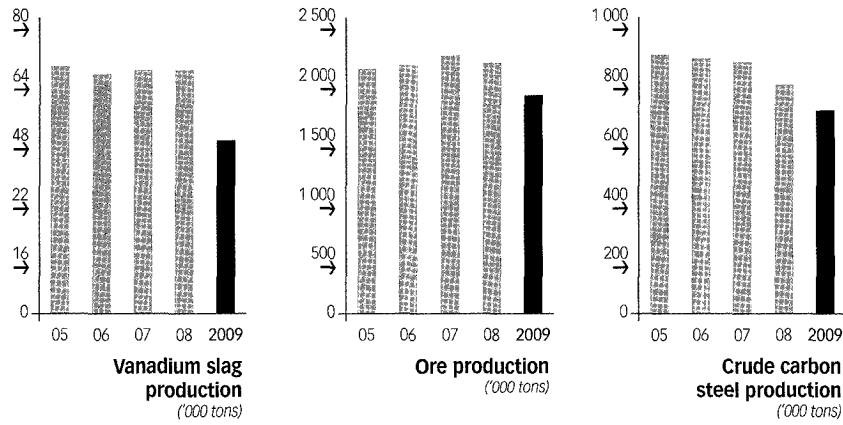 80
64
48
22
16
0
05 06 07 08 2009
Vanadium slag
production
('000 tons)
2 500
2 000
1 500
1 000
500
0
05 06 07 08 2009
Ore production
('000 tons)
1 000
800
600
400
200
0
05 06 07 08 2009
Crude carbon
steel production
('000 tons)